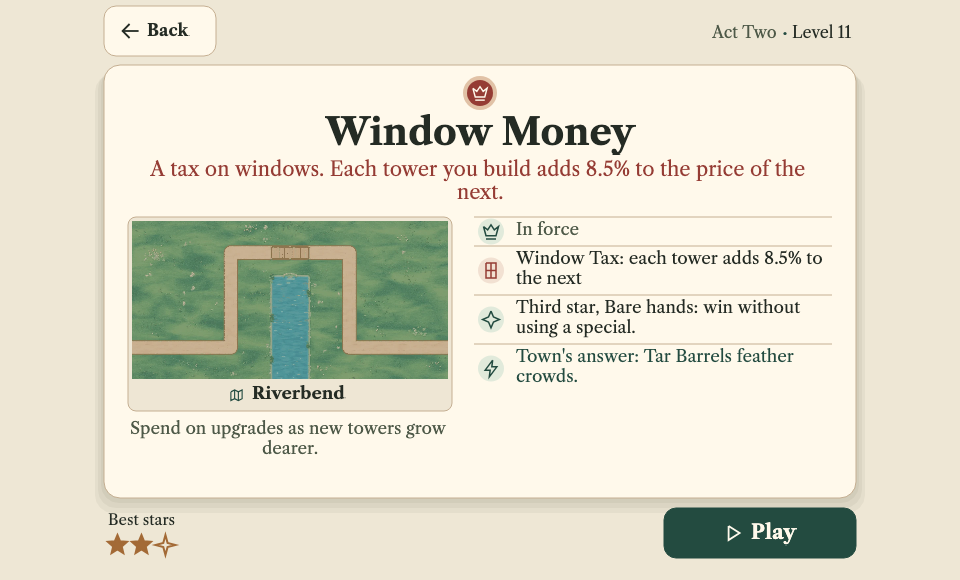 Back
Act Two • Level 11
Window Money
A tax on windows. Each tower you build adds 8.5% to the price of the
next.
In force
Window Tax: each tower adds 8.5% to
the next
Third star, Bare hands: win without
using a special.
Town's answer: Tar Barrels feather
crowds.
Riverbend
Spend on upgrades as new towers grow
dearer.
Best stars
Play